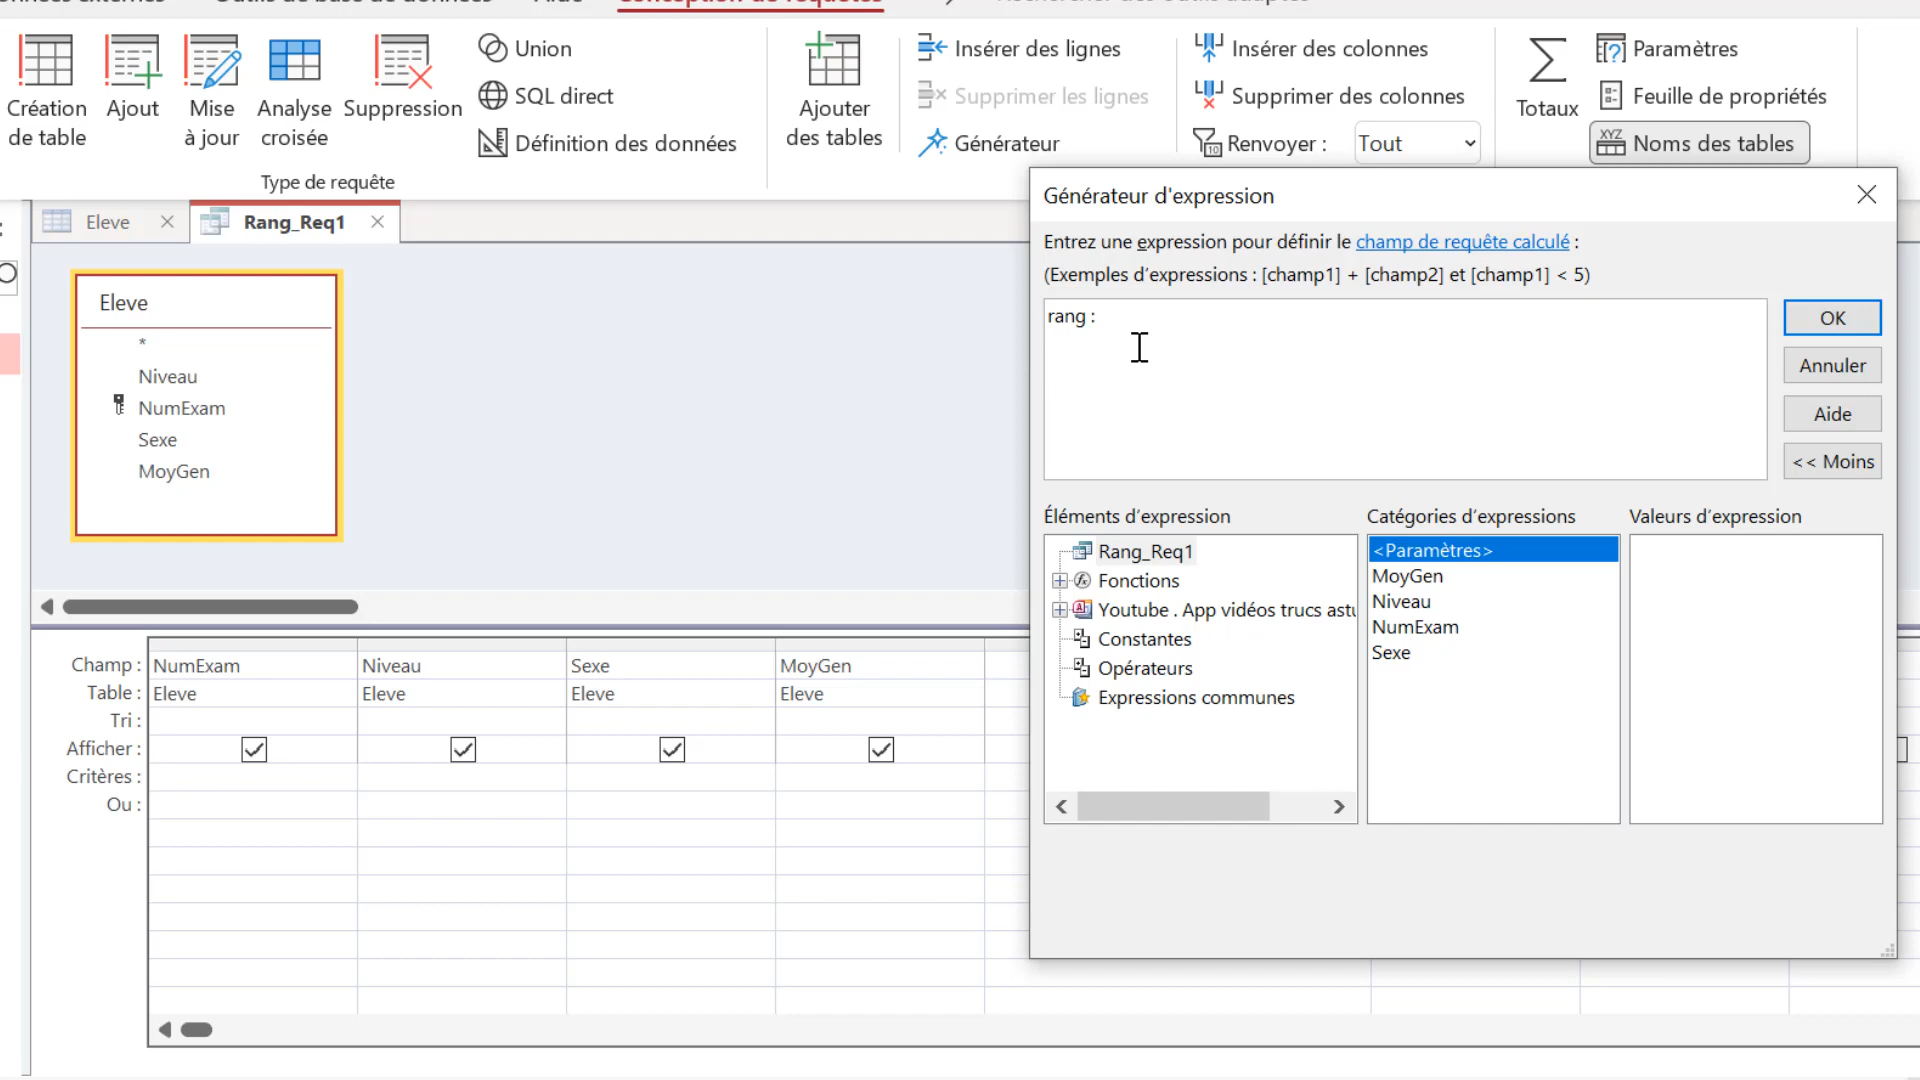 Conception de requêtes
Création
de table
Ajout
Mise
à jour
Analyse
croisée
Suppression
Union
SQL direct
Définition des données
Type de requête
Ajouter
des tables
Insérer des lignes
Supprimer les lignes
Générateur
Insérer des colonnes
Supprimer des colonnes
Renvoyer :
Tout
Totaux
Paramètres
Feuille de propriétés
Noms des tables
Eleve
Rang_Req1
Eleve
*
Niveau
NumExam
Sexe
MoyGen
Générateur d'expression
Entrez une expression pour définir le champ de requête calculé :
(Exemples d'expressions : [champ1] + [champ2] et [champ1] < 5)
rang :
OK
Annuler
Aide
<< Moins
Éléments d'expression
Rang_Req1
Fonctions
Youtube . App vidéos trucs astu
Constantes
Opérateurs
Expressions communes
Catégories d'expressions
<Paramètres>
MoyGen
Niveau
NumExam
Sexe
Valeurs d'expression
Champ : NumExam Niveau Sexe MoyGen
Table : Eleve Eleve Eleve Eleve
Tri :
Afficher :
Critères :
Ou :